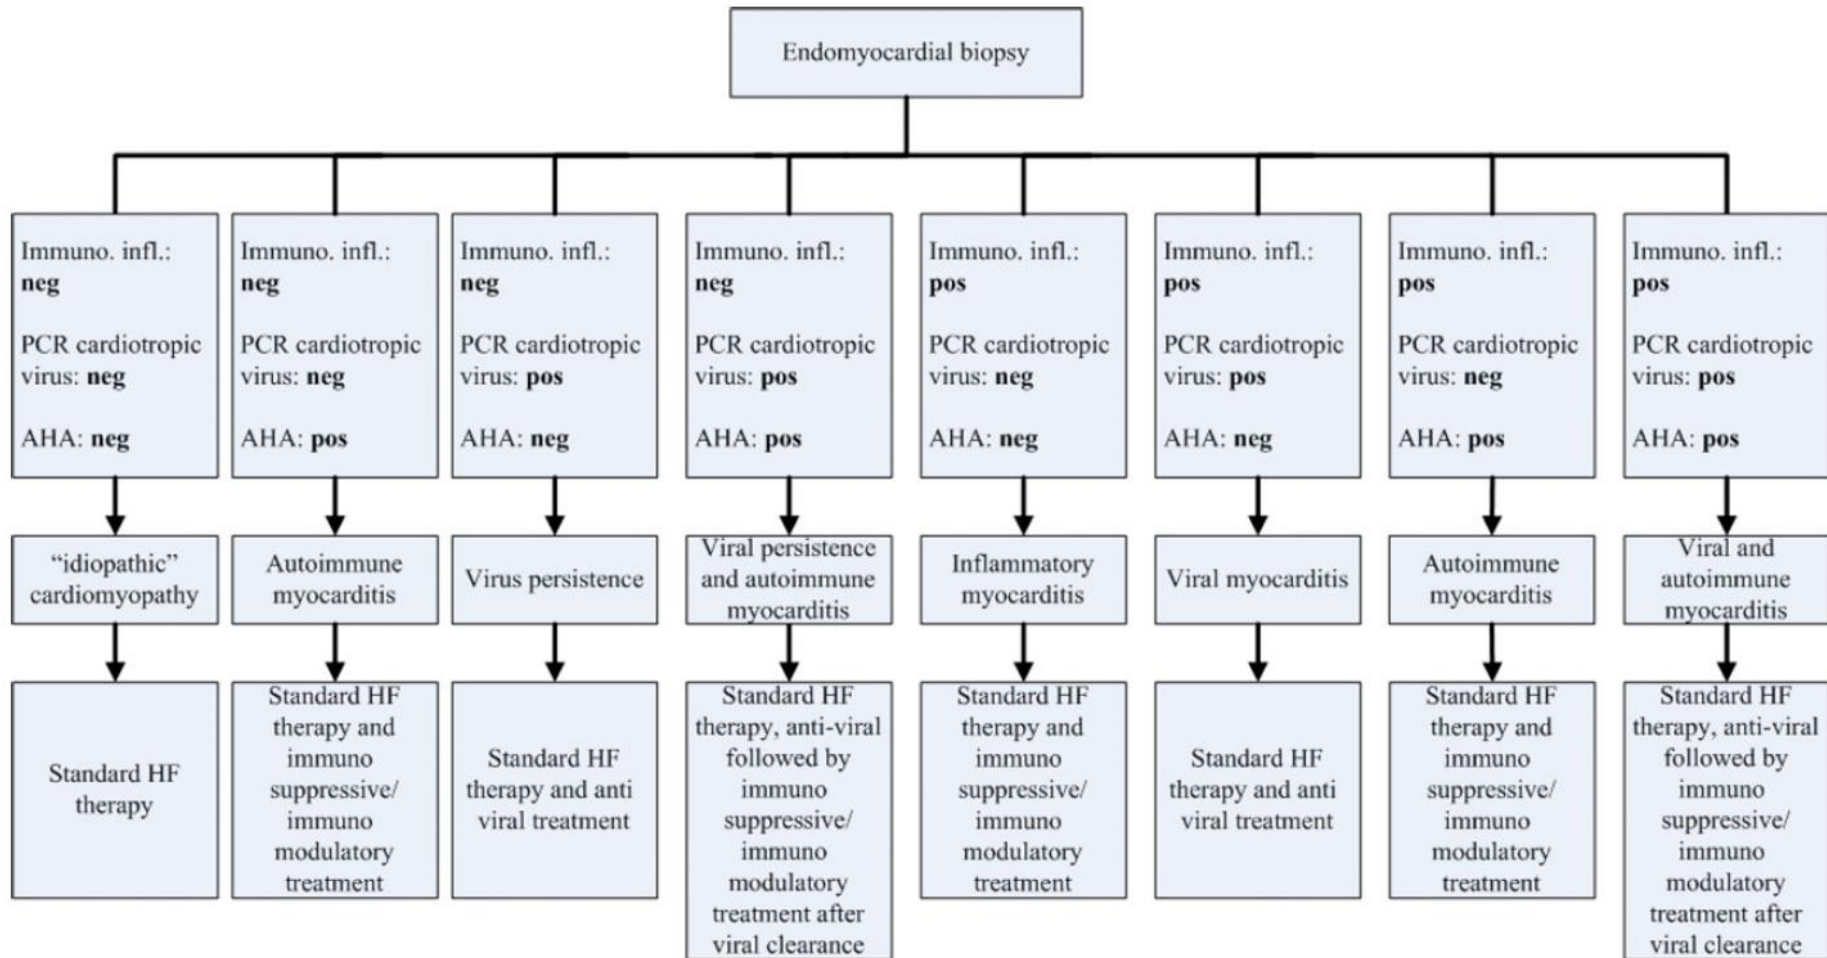 Endomyocardial biopsy
Immuno. infl.:
neg
PCR cardiotropic
virus: neg
AHA: neg
Immuno. infl.:
neg
PCR cardiotropic
virus: neg
AHA: pos
Immuno. infl.:
neg
PCR cardiotropic
virus: pos
AHA: neg
Immuno. infl.:
neg
PCR cardiotropic
virus: pos
AHA: pos
Immuno. infl.:
pos
PCR cardiotropic
virus: neg
AHA: neg
Immuno. infl.:
pos
PCR cardiotropic
virus: pos
AHA: neg
Immuno. infl.:
pos
PCR cardiotropic
virus: neg
AHA: pos
Immuno. infl.:
pos
PCR cardiotropic
virus: pos
AHA: pos
“idiopathic”
cardiomyopathy
Autoimmune
myocarditis
Virus persistence
Viral persistence
and autoimmune
myocarditis
Inflammatory
myocarditis
Viral myocarditis
Autoimmune
myocarditis
Viral and
autoimmune
myocarditis
Standard HF
therapy
Standard HF
therapy and
immuno
suppressive/
immuno
modulatory
treatment
Standard HF
therapy and anti
viral treatment
Standard HF
therapy, anti-viral
followed by
immuno
suppressive/
immuno
modulatory
treatment after
viral clearance
Standard HF
therapy and
immuno
suppressive/
immuno
modulatory
treatment
Standard HF
therapy and anti
viral treatment
Standard HF
therapy and
immuno
suppressive/
immuno
modulatory
treatment
Standard HF
therapy, anti-viral
followed by
immuno
suppressive/
immuno
modulatory
treatment after
viral clearance